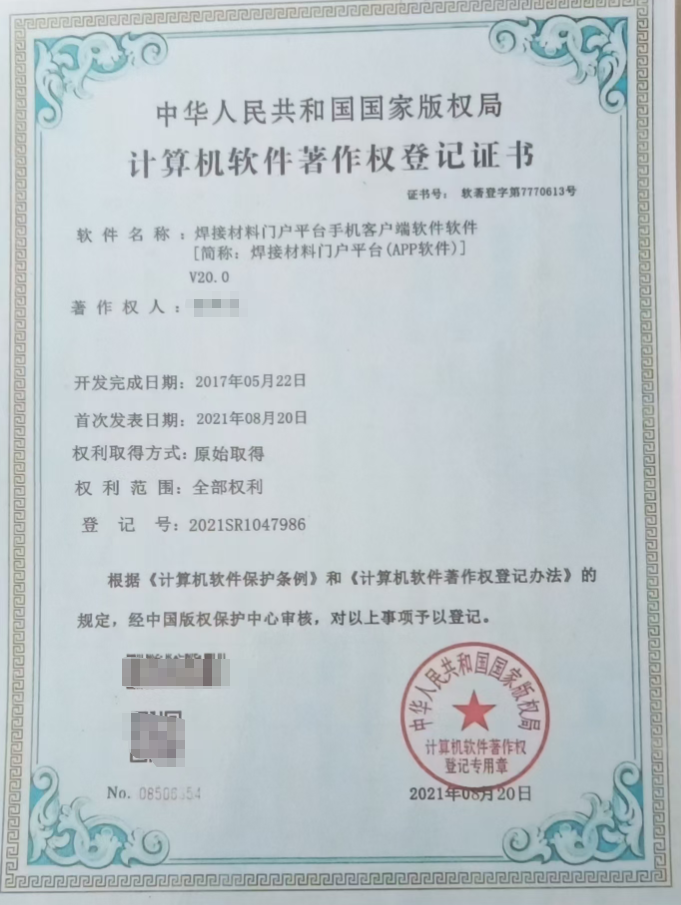 中华人民共和国国家版权局
计算机软件著作权登记证书
证书号： 软著登字第7770613号
软件名称： 焊接材料门户平台手机客户端软件软件
[简称：焊接材料门户平台(APP软件)]
V20.0
著作权人：
开发完成日期： 2017年05月22日
首次发表日期： 2021年08月20日
权利取得方式： 原始取得
权利范围： 全部权利
登记号： 2021SR1047986
根据《计算机软件保护条例》和《计算机软件著作权登记办法》的
规定，经中国版权保护中心审核，对以上事项予以登记。
中华人民共和国国家版权局
计算机软件著作权
登记专用章
No.
2021年08月20日